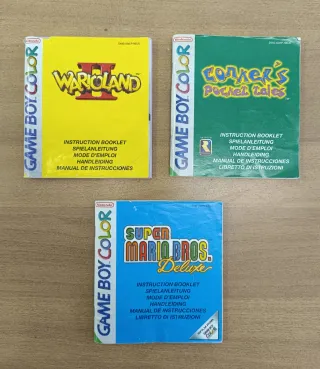 GAME BOY COLOR
WARIOLAND
II
INSTRUCTION BOOKLET
SPIELANLEITUNG
MODE D'EMPLOI
HANDLEIDING
MANUAL DE INSTRUCCIONES
GAME BOY COLOR
Conker's
Pocket Tales
INSTRUCTION BOOKLET
SPIELANLEITUNG
MODE D'EMPLOI
HANDLEIDING
MANUAL DE INSTRUCCIONES
LIBRETTO DI ISTRUZIONI
GAME BOY COLOR
SUPER
MARIO BROS.
Deluxe
INSTRUCTION BOOKLET
SPIELANLEITUNG
MODE D'EMPLOI
HANDLEIDING
MANUAL DE INSTRUCCIONES
LIBRETTO DI ISTRUZIONI